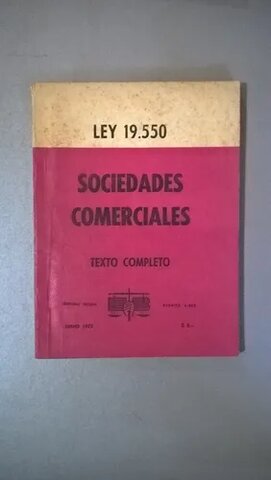 LEY 19.550
SOCIEDADES
COMERCIALES
TEXTO COMPLETO